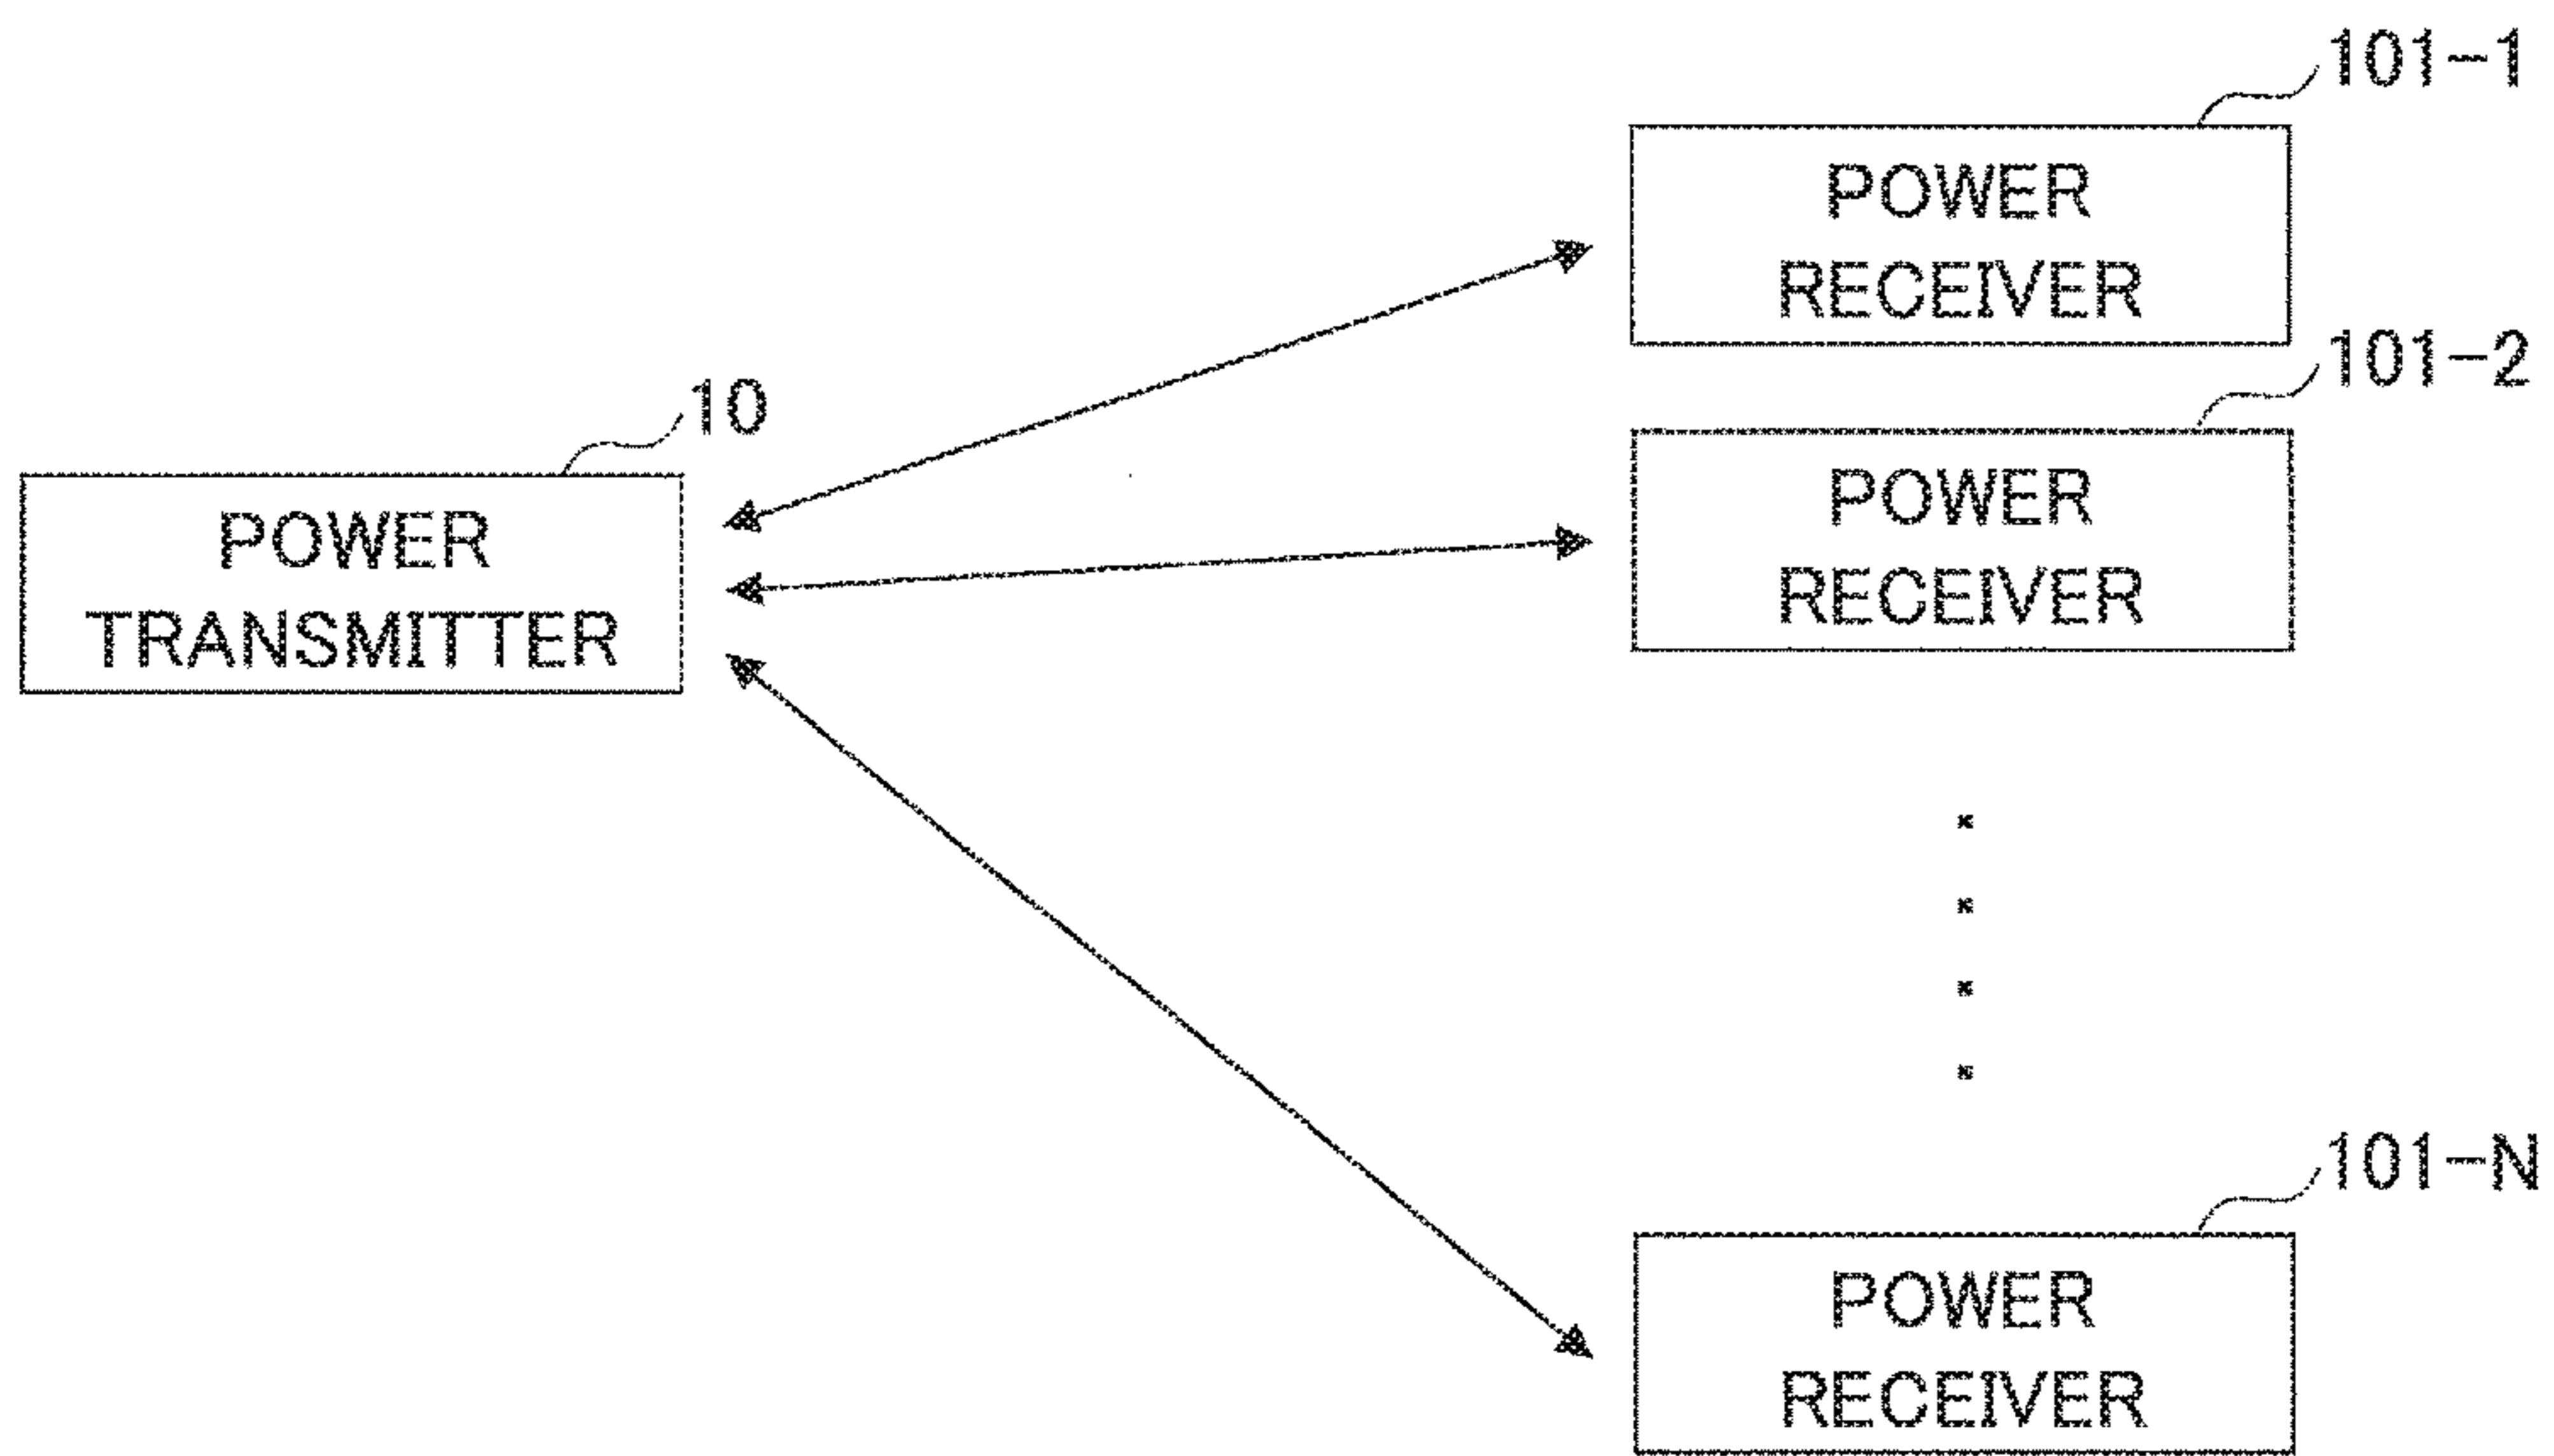 101-1
POWER
RECEIVER
10
POWER
TRANSMITTER
101-2
POWER
RECEIVER
101-N
POWER
RECEIVER